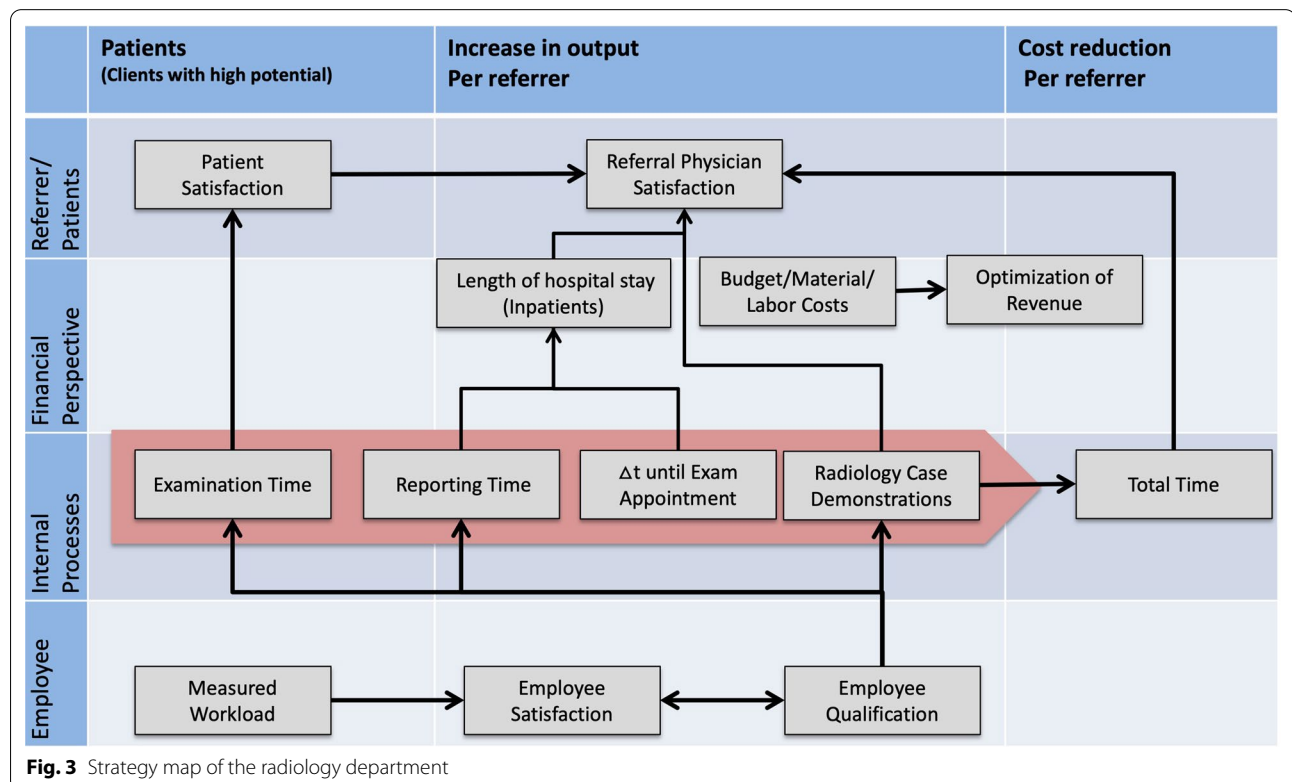 Patients
(Clients with high potential)
Increase in output
Per referrer
Cost reduction
Per referrer
Referrer/
Patients
Patient
Satisfaction
Referral Physician
Satisfaction
Financial
Perspective
Length of hospital stay
(Inpatients)
Budget/Material/
Labor Costs
Optimization of
Revenue
Internal
Processes
Examination Time
Reporting Time
Δt until Exam
Appointment
Radiology Case
Demonstrations
Total Time
Employee
Measured
Workload
Employee
Satisfaction
Employee
Qualification
Fig. 3 Strategy map of the radiology department